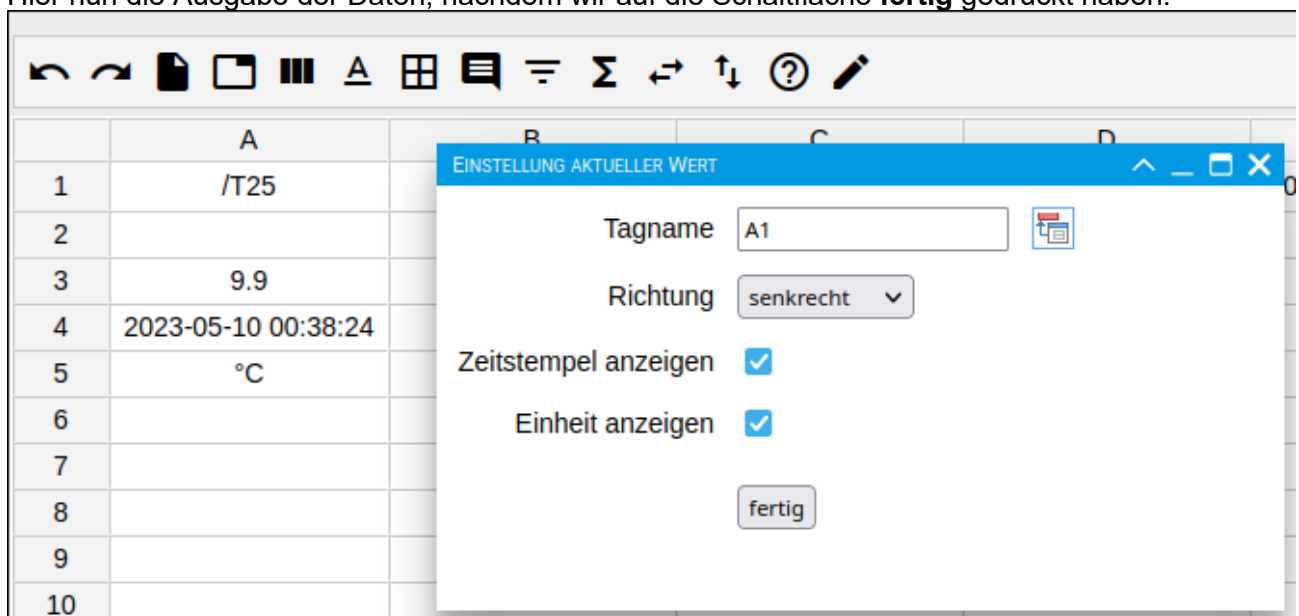 Hier nun die Ausgabe der Daten, nachdem wir auf die Schaltfläche fertig gedrückt haben.
A B C D
EINSTELLUNG AKTUELLER WERT
1 /T25
Tagname A1
2
3 9.9
Richtung senkrecht
4 2023-05-10 00:38:24
Zeitstempel anzeigen
5 °C
6
Einheit anzeigen
7
8
fertig
9
10